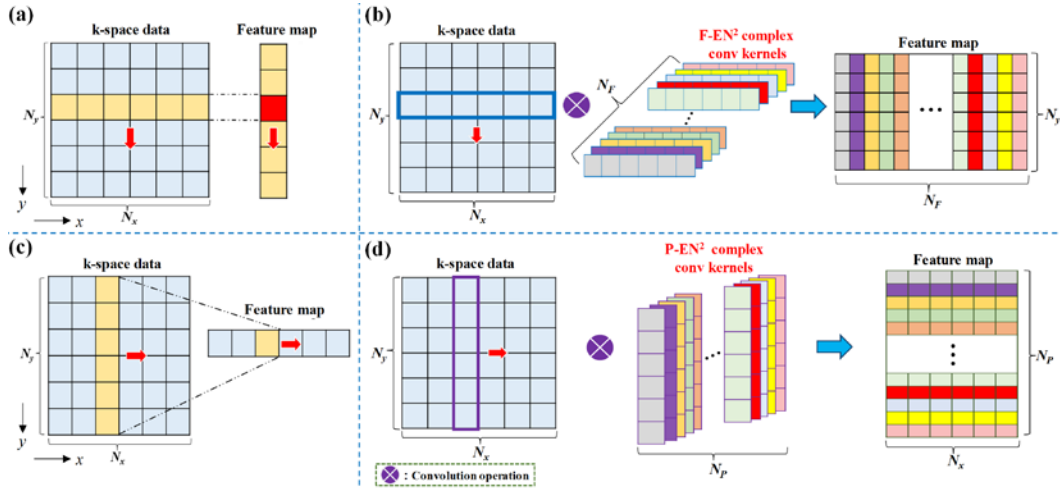 (a)
k-space data
Feature map
N_y
y
x
N_x
(b)
k-space data
F-EN² complex
conv kernels
Feature map
N_y
N_F
N_y
N_x
N_F
(c)
k-space data
Feature map
N_y
y
x
N_x
(d)
k-space data
P-EN² complex
conv kernels
Feature map
N_y
N_P
N_x
N_P
N_x
: Convolution operation